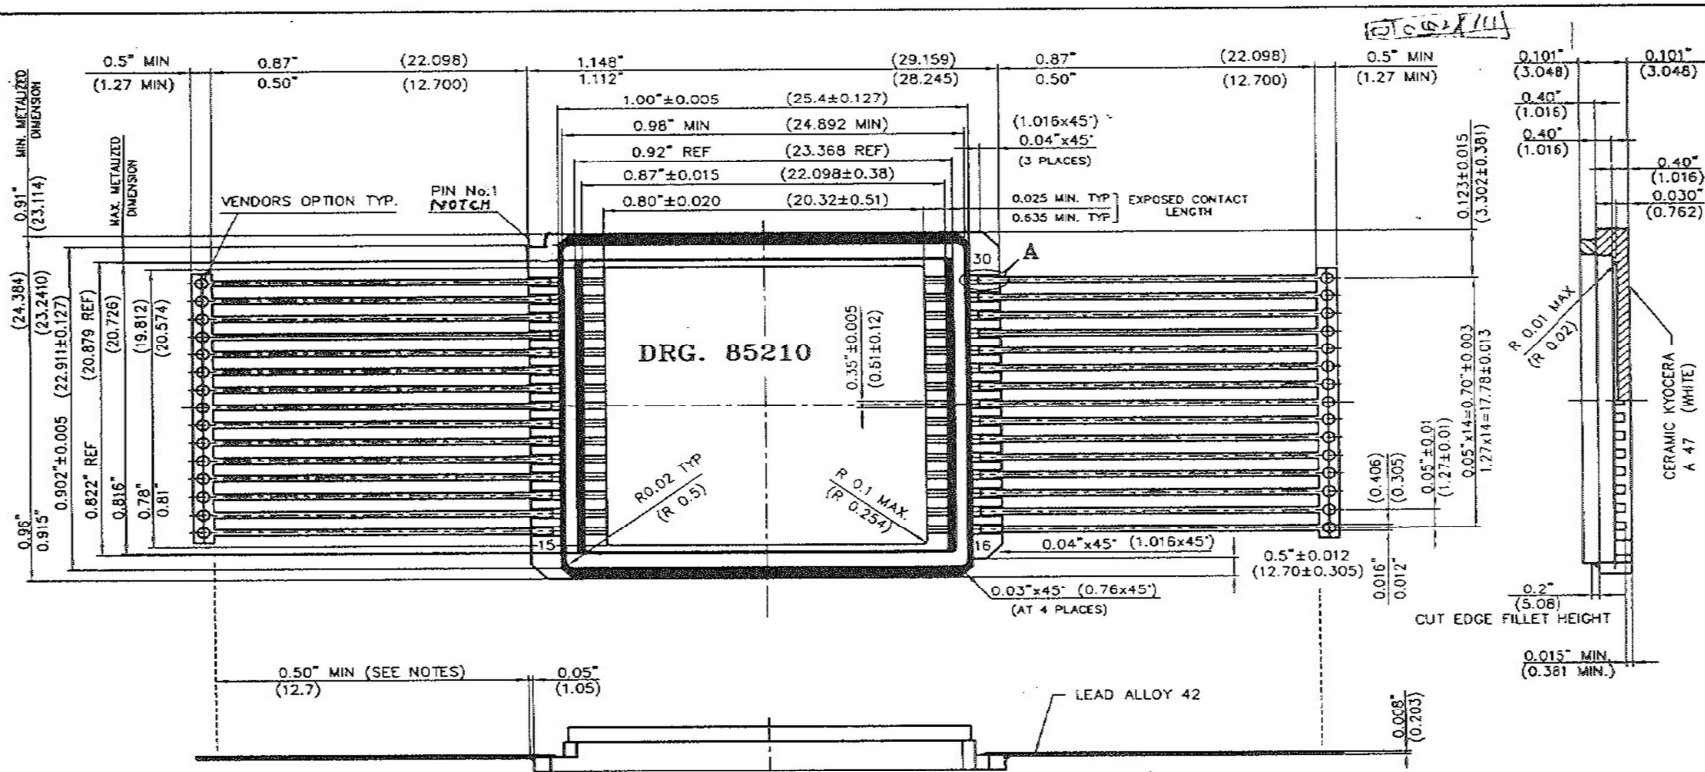 0.5" MIN
(1.27 MIN)
0.87" (22.098)
0.50" (12.700)
1.148" (29.159)
1.112" (28.245)
0.87" (22.098)
0.50" (12.700)
0.5" MIN
(1.27 MIN)
0.101"
(3.048)
0.101"
(3.048)
1.00"±0.005 (25.4±0.127)
0.98" MIN (24.892 MIN)
0.92" REF (23.368 REF)
0.87"±0.015 (22.098±0.38)
0.80"±0.020 (20.32±0.51)
(1.016x45°)
0.04"x45°
(3 PLACES)
0.025 MIN. TYP
0.635 MIN. TYP
EXPOSED CONTACT
LENGTH
0.40"
(1.016)
0.40"
(1.016)
0.40"
(1.016)
0.030"
(0.762)
0.123±0.015
(3.302±0.381)
MIN. METALIZED
DIMENSION
0.91"
(23.114)
MAX. METALIZED
DIMENSION
VENDORS OPTION TYP.
PIN No:1
NOTCH
30
A
(24.384)
(23.2410)
0.96"
0.915"
0.902"±0.005 (22.911±0.127)
0.822" REF (20.879 REF)
0.816" (20.726)
0.78" (19.812)
0.81" (20.574)
DRG. 85210
0.35"±0.005
(0.51±0.12)
R0.02 TYP
(R 0.5)
R 0.1 MAX.
(R 0.254)
15
16
0.04"x45° (1.016x45°)
0.03"x45° (0.76x45°)
(AT 4 PLACES)
0.5"±0.012
(12.70±0.305)
(0.406)
(0.305)
0.016"
0.012"
0.05"±0.01
(1.27±0.01)
0.05"x14=0.70"±0.003
1.27x14=17.78±0.013
R 0.01 MAX
(R 0.02)
CERAMIC KYOCERA
A 47 (WHITE)
0.2"
(5.08)
CUT EDGE FILLET HEIGHT
0.015" MIN.
(0.381 MIN.)
0.50" MIN (SEE NOTES)
(12.7)
0.05"
(1.05)
LEAD ALLOY 42
0.008"
(0.203)